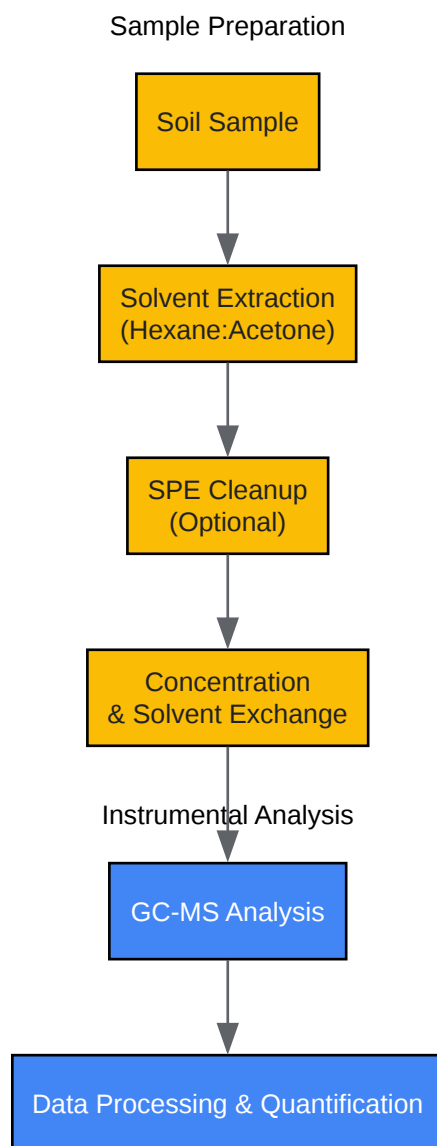 Sample Preparation
Soil Sample
Solvent Extraction
(Hexane:Acetone)
SPE Cleanup
(Optional)
Concentration
& Solvent Exchange
Instrumental Analysis
GC-MS Analysis
Data Processing & Quantification